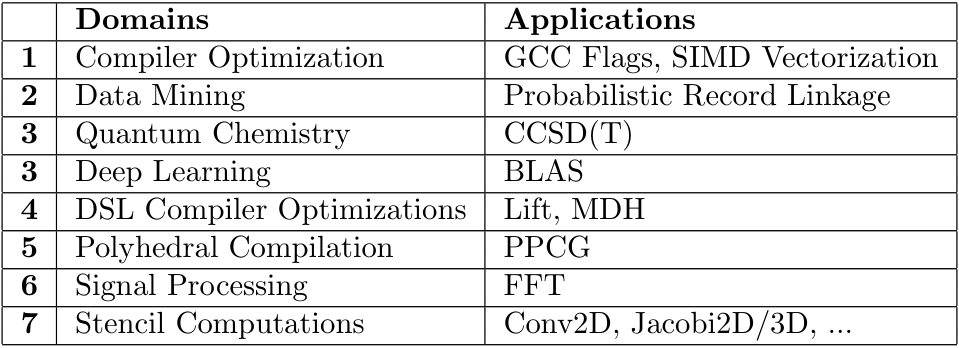 Domains Applications
1 Compiler Optimization GCC Flags, SIMD Vectorization
2 Data Mining Probabilistic Record Linkage
3 Quantum Chemistry CCSD(T)
3 Deep Learning BLAS
4 DSL Compiler Optimizations Lift, MDH
5 Polyhedral Compilation PPCG
6 Signal Processing FFT
7 Stencil Computations Conv2D, Jacobi2D/3D, ...